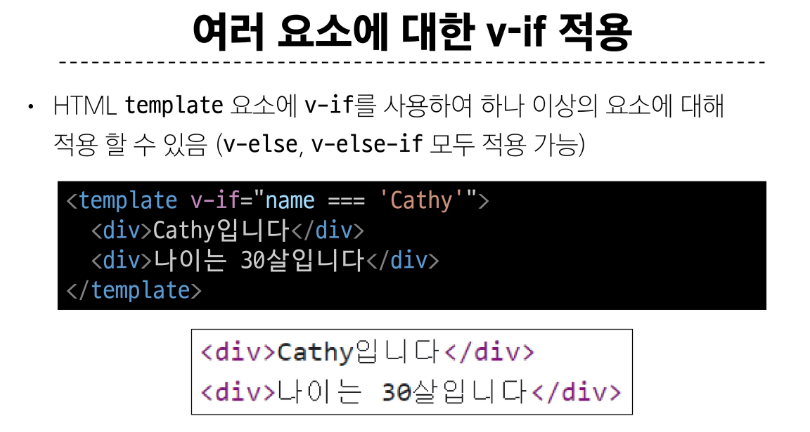 여러 요소에 대한 v-if 적용
• HTML template 요소에 v-if를 사용하여 하나 이상의 요소에 대해
적용 할 수 있음 (v-else, v-else-if 모두 적용 가능)
<template v-if="name === 'Cathy'">
  <div>Cathy입니다</div>
  <div>나이는 30살입니다</div>
</template>
<div>Cathy입니다</div>
<div>나이는 30살입니다</div>